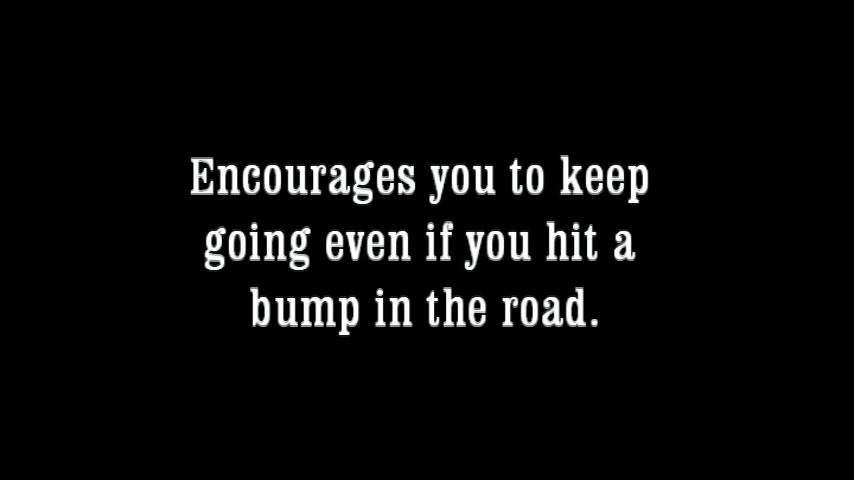 Encourages you to keep
going even if you hit a
bump in the road.